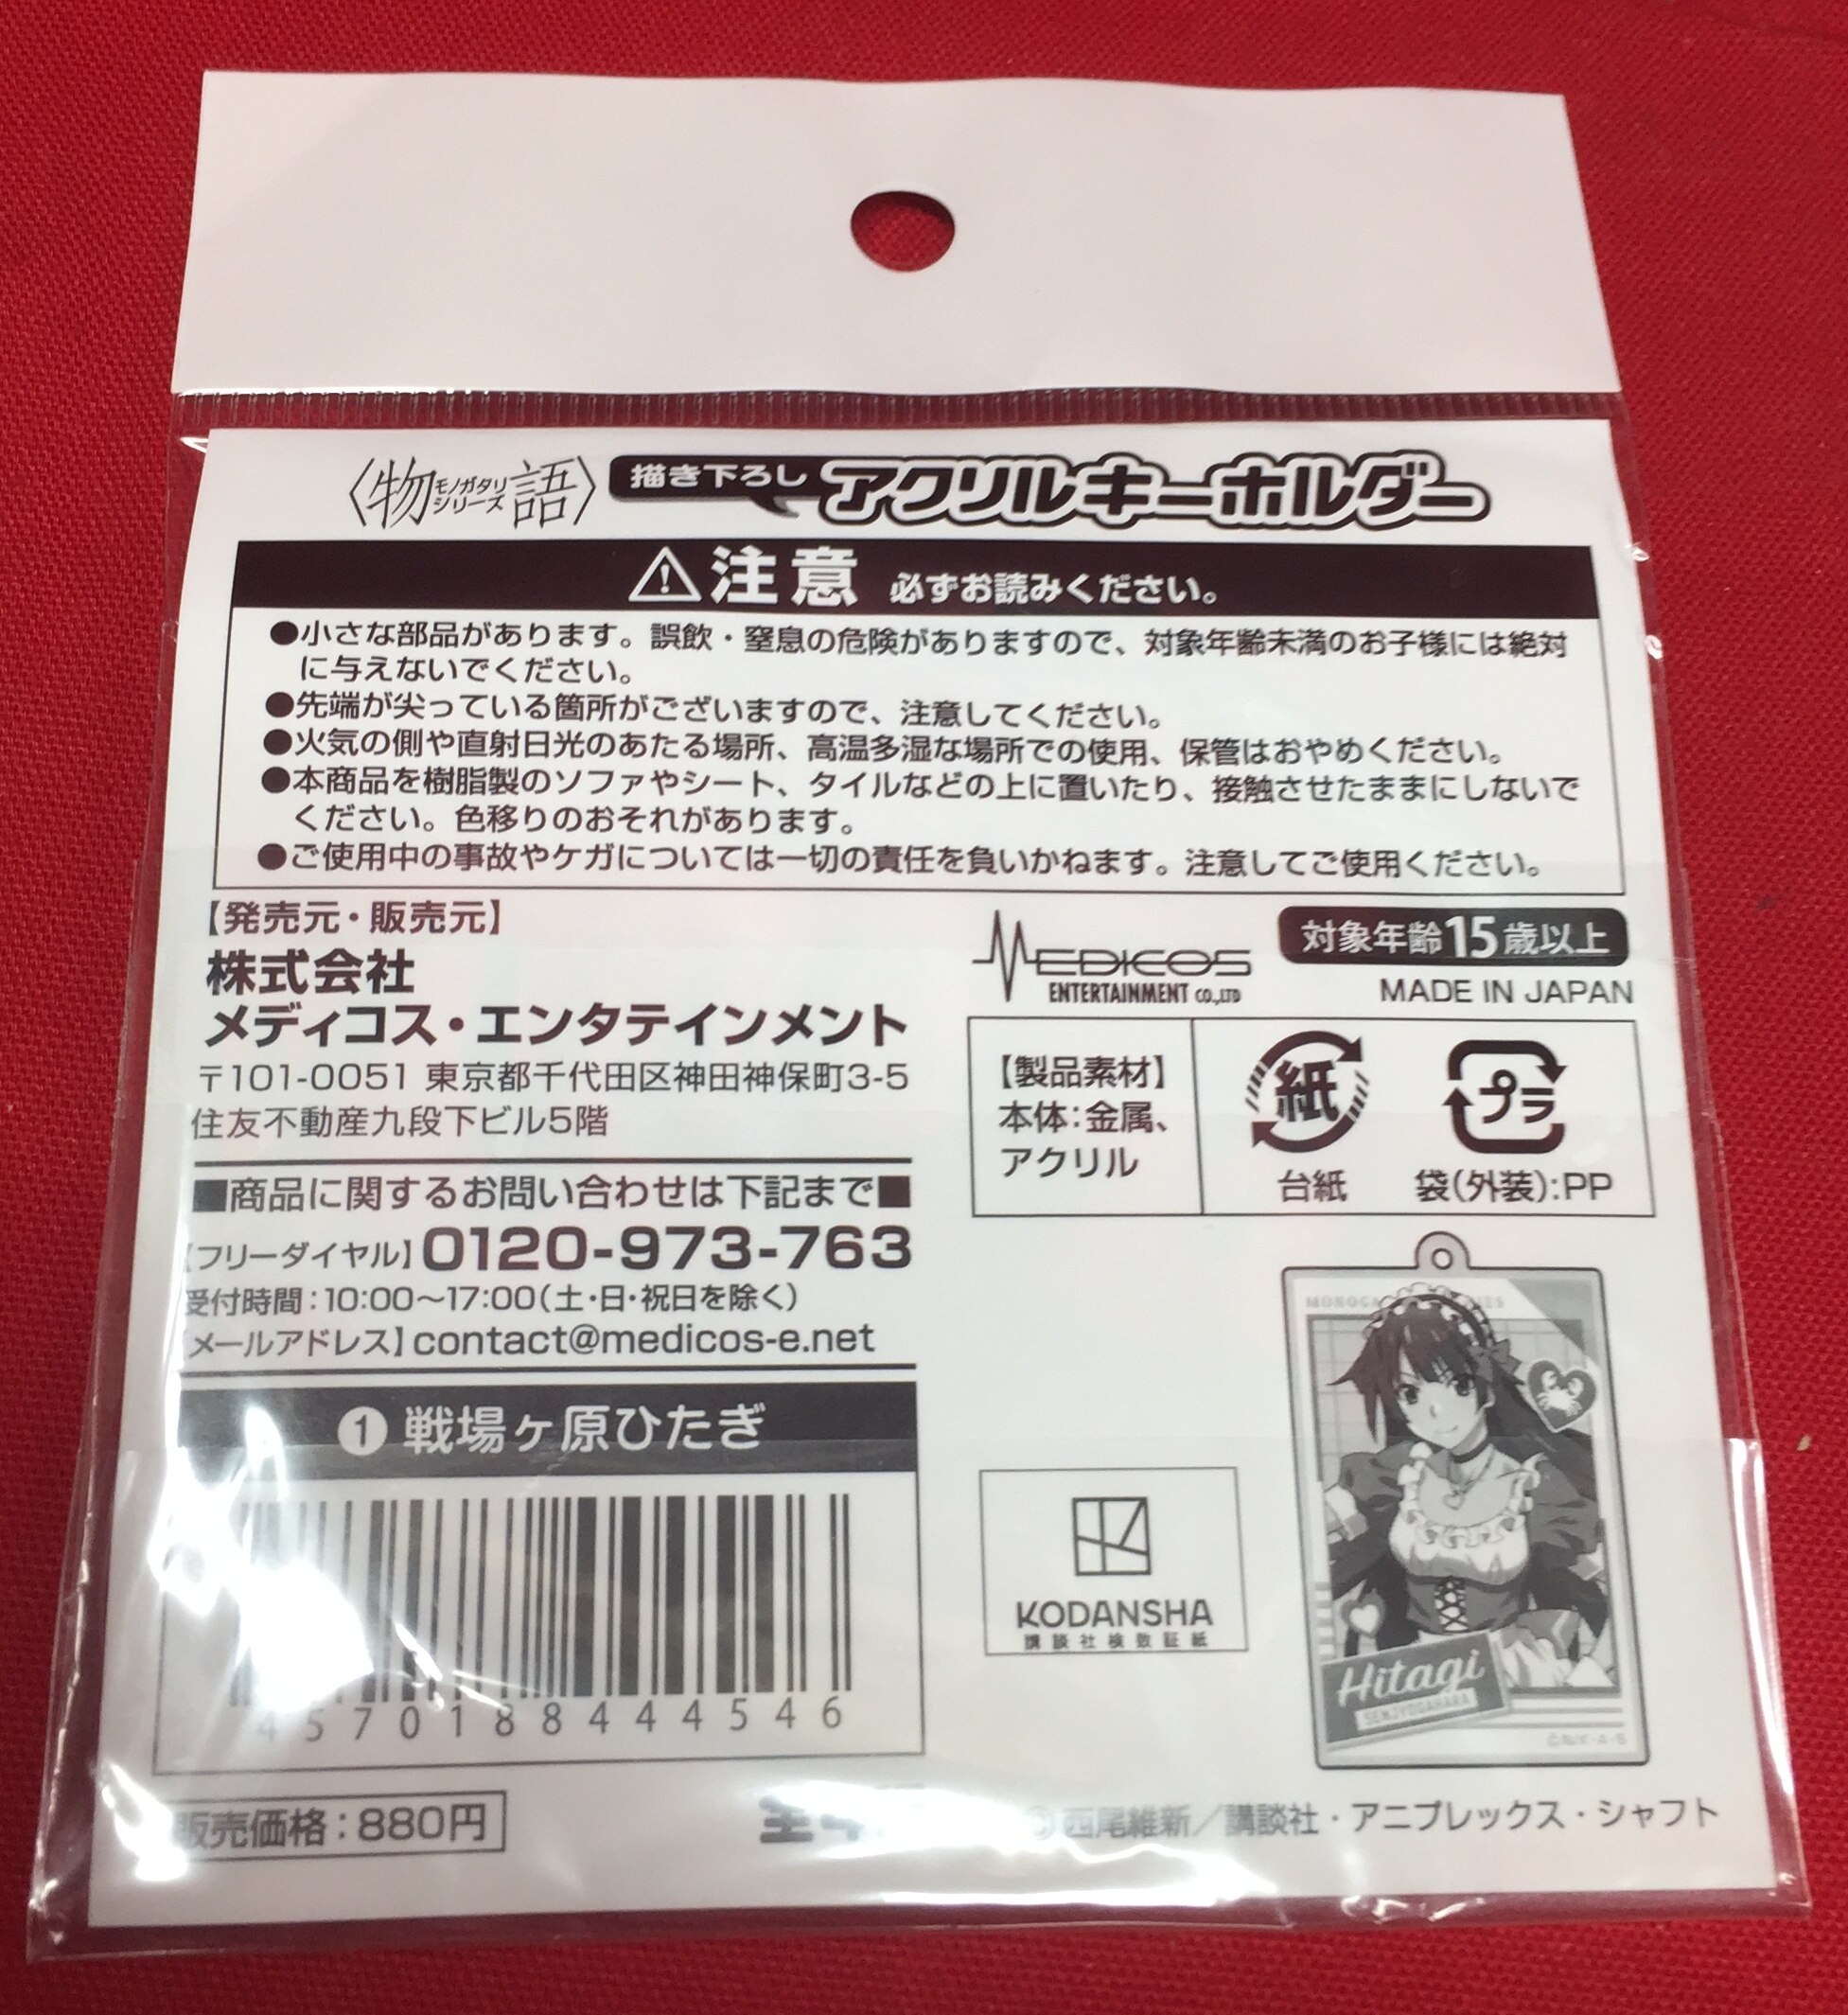 〈物語〉モノガタリシリーズ 描き下ろし アクリルキーホルダー
注意 必ずお読みください。
●小さな部品があります。誤飲・窒息の危険がありますので、対象年齢未満のお子様には絶対
に与えないでください。
●先端が尖っている箇所がございますので、注意してください。
●火気の側や直射日光のあたる場所、高温多湿な場所での使用、保管はおやめください。
●本商品を樹脂製のソファやシート、タイルなどの上に置いたり、接触させたままにしないで
ください。色移りのおそれがあります。
●ご使用中の事故やケガについては一切の責任を負いかねます。注意してご使用ください。
【発売元・販売元】
株式会社
メディコス・エンタテインメント
〒101-0051 東京都千代田区神田神保町3-5
住友不動産九段下ビル5階
■商品に関するお問い合わせは下記まで■
【フリーダイヤル】0120-973-763
受付時間：10:00〜17:00（土・日・祝日を除く）
【メールアドレス】contact@medicos-e.net
① 戦場ヶ原ひたぎ
4570188444546
販売価格：880円
MEDICOS
ENTERTAINMENT CO.,LTD
対象年齢15歳以上
MADE IN JAPAN
【製品素材】
本体：金属、
アクリル
紙
台紙
プラ
袋（外装）：PP
KODANSHA
講談社検数証紙
Hitagi
SENJYOGAHARA
西尾維新／講談社・アニプレックス・シャフト